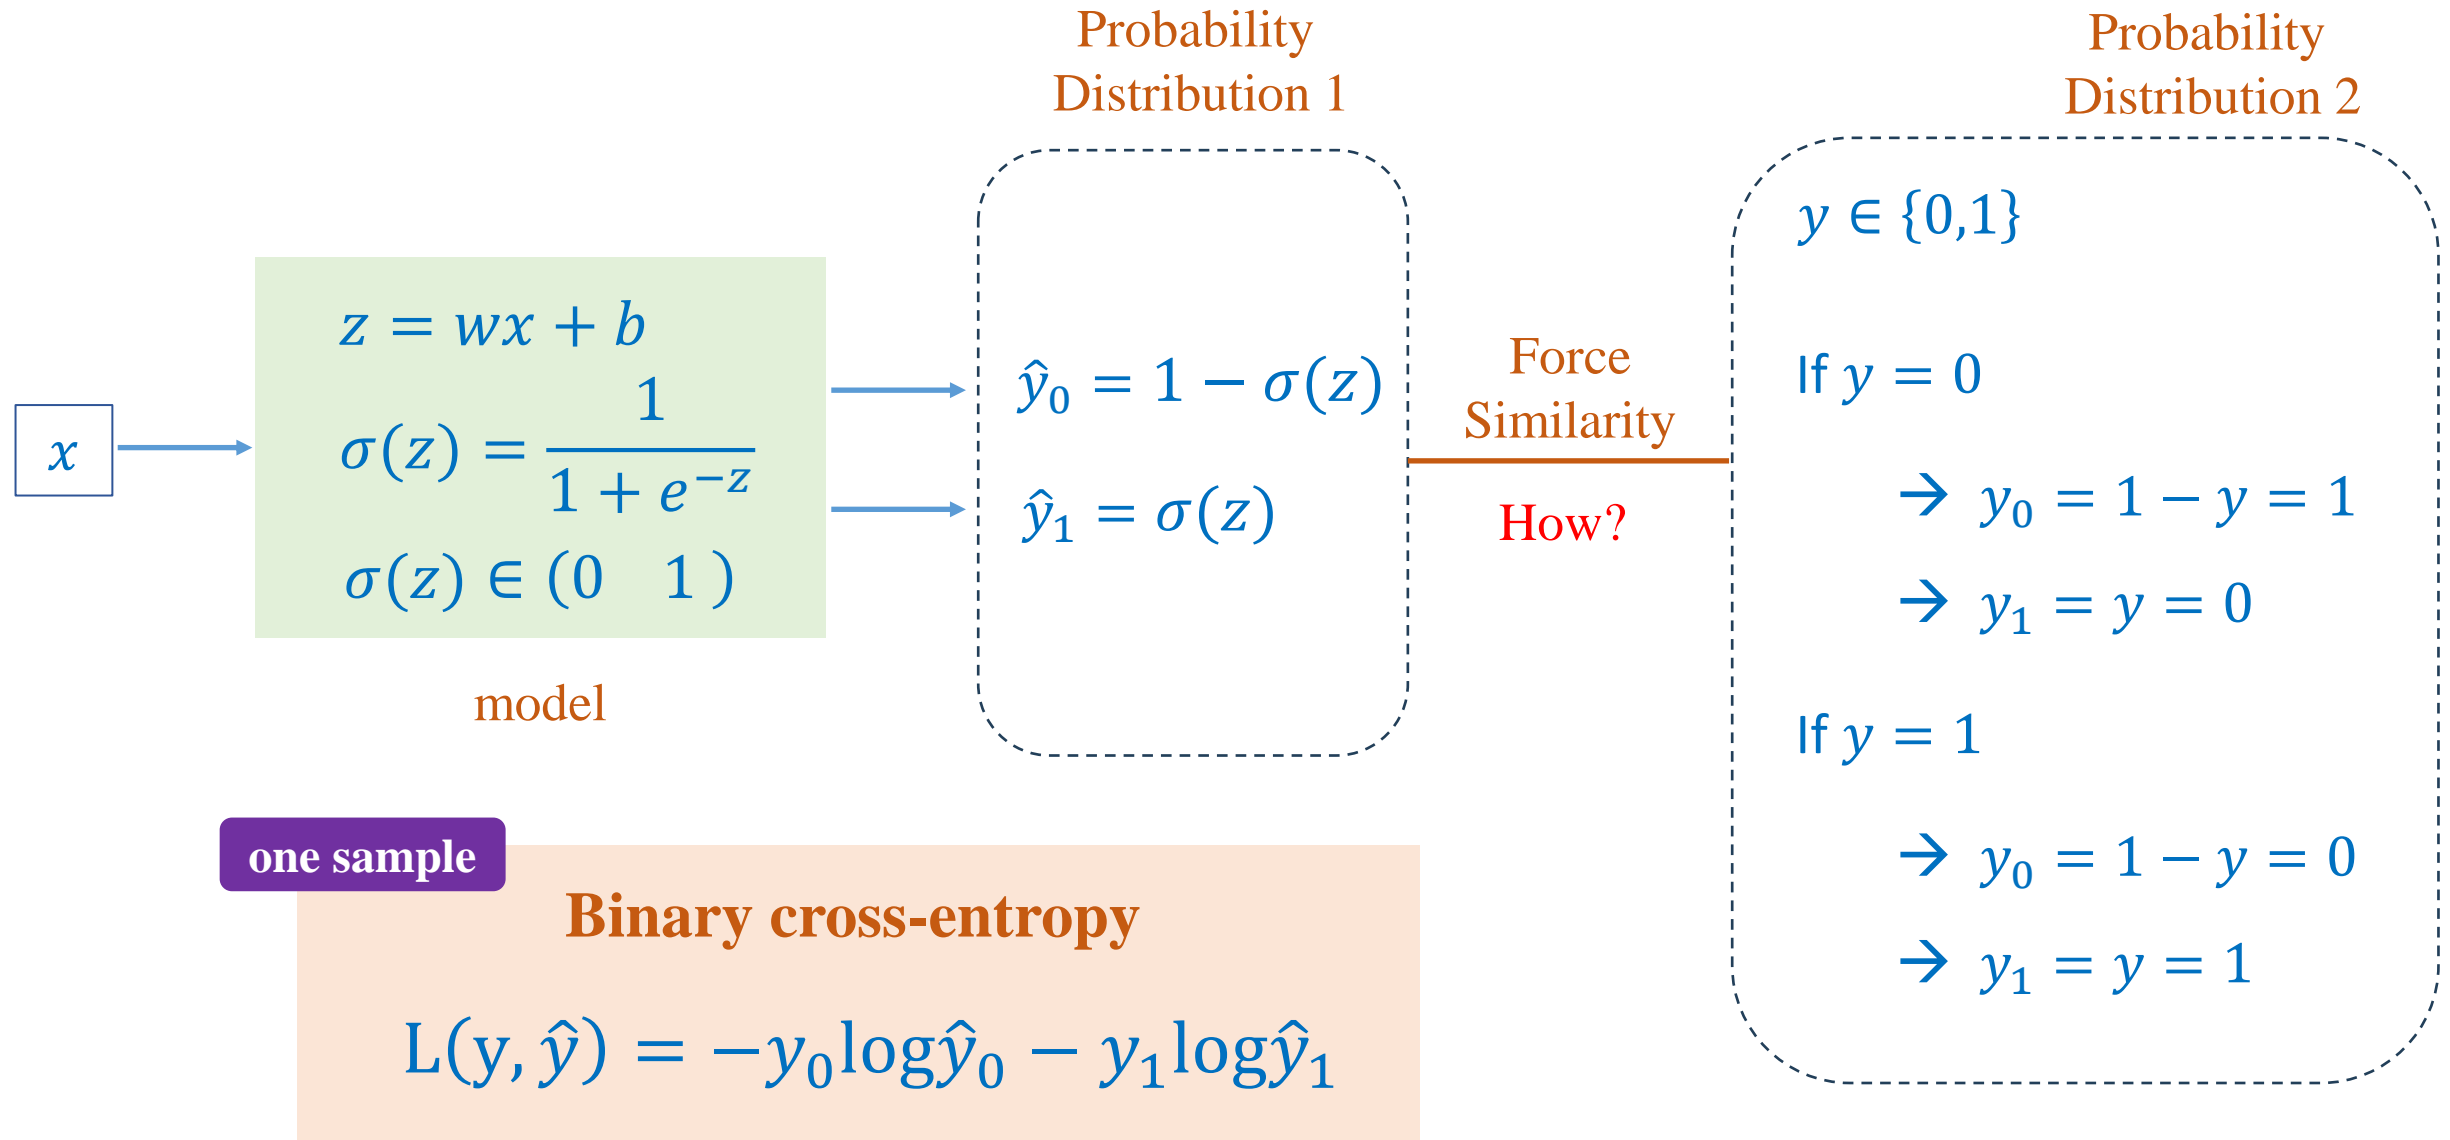 Probability
Distribution 1
Probability
Distribution 2
x
z = wx + b
σ(z) = 1 / (1 + e^{−z})
σ(z) ∈ (0   1 )
model
ŷ₀ = 1 − σ(z)
ŷ₁ = σ(z)
Force
Similarity
How?
y ∈ {0,1}
If y = 0
→ y₀ = 1 − y = 1
→ y₁ = y = 0
If y = 1
→ y₀ = 1 − y = 0
→ y₁ = y = 1
one sample
Binary cross-entropy
L(y, ŷ) = −y₀logŷ₀ − y₁logŷ₁